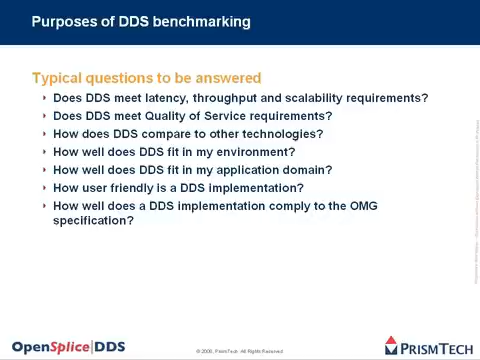 Purposes of DDS benchmarking
Typical questions to be answered
Does DDS meet latency, throughput and scalability requirements?
Does DDS meet Quality of Service requirements?
How does DDS compare to other technologies?
How well does DDS fit in my environment?
How well does DDS fit in my application domain?
How user friendly is a DDS implementation?
How well does a DDS implementation comply to the OMG
specification?
OpenSplice|DDS
PrismTech. All Rights Reserved
PRISMTECH